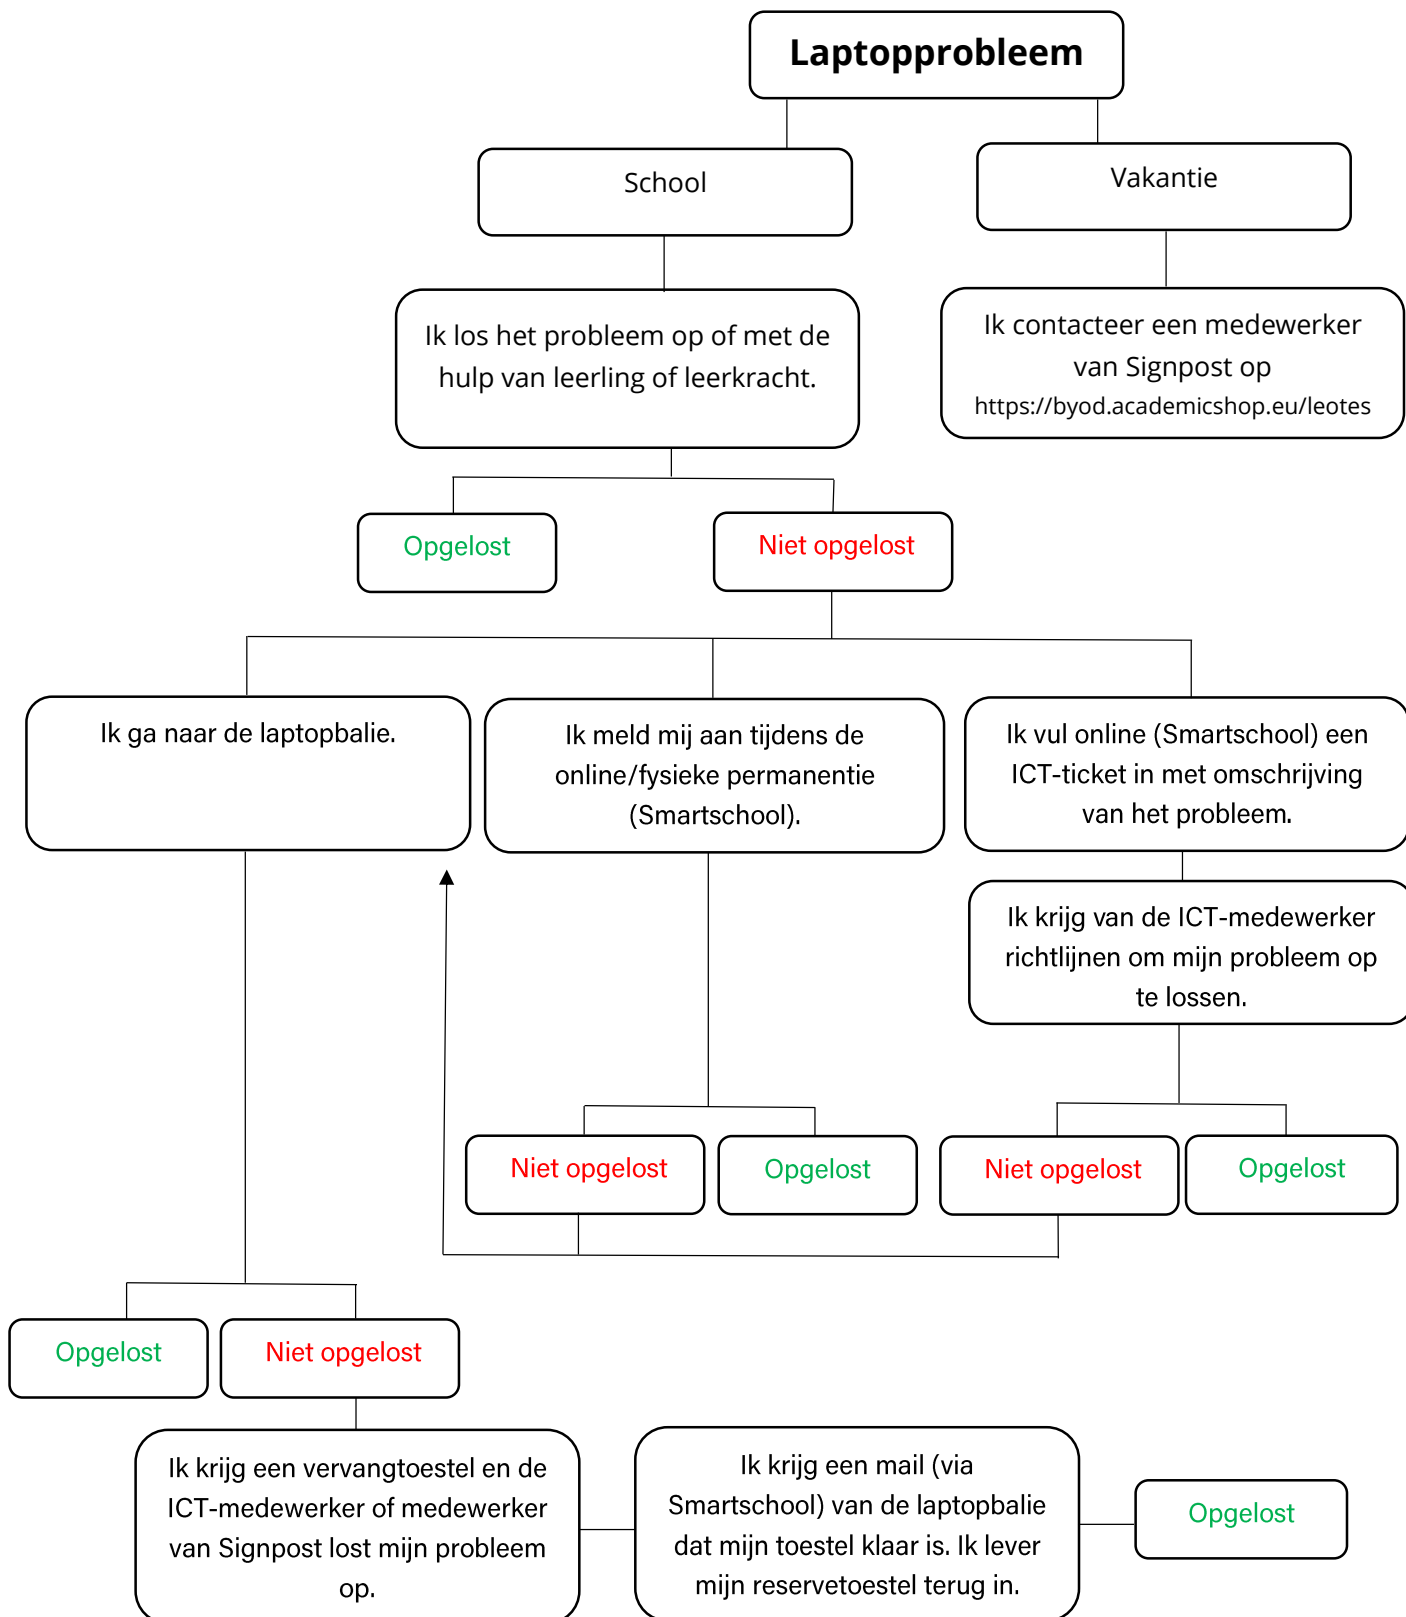 Laptopprobleem
School
Vakantie
Ik los het probleem op of met de
hulp van leerling of leerkracht.
Ik contacteer een medewerker
van Signpost op
https://byod.academicshop.eu/leotes
Opgelost
Niet opgelost
Ik ga naar de laptopbalie.
Ik meld mij aan tijdens de
online/fysieke permanentie
(Smartschool).
Ik vul online (Smartschool) een
ICT-ticket in met omschrijving
van het probleem.
Ik krijg van de ICT-medewerker
richtlijnen om mijn probleem op
te lossen.
Niet opgelost
Opgelost
Niet opgelost
Opgelost
Opgelost
Niet opgelost
Ik krijg een vervangtoestel en de
ICT-medewerker of medewerker
van Signpost lost mijn probleem
op.
Ik krijg een mail (via
Smartschool) van de laptopbalie
dat mijn toestel klaar is. Ik lever
mijn reservetoestel terug in.
Opgelost